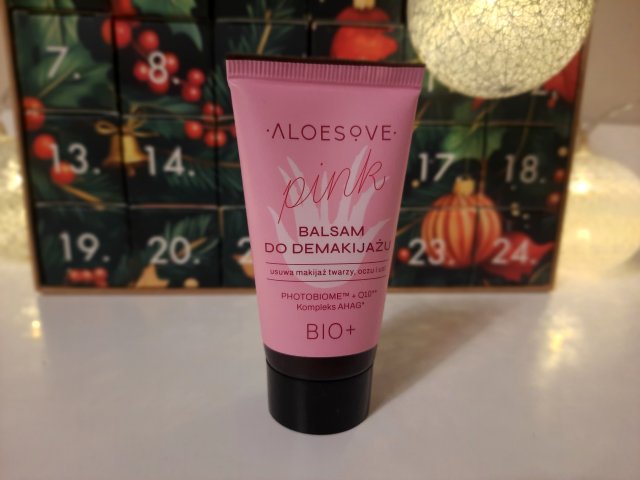 7.
8.
·ALOESOVE·
pink
BALSAM
DO DEMAKIJAŻU
usuwa makijaż twarzy, oczu i ust
PHOTOBIOME™ + Q10**
Kompleks AHAG*
BIO+
13.
14.
17
18.
19.
20.
23.
24.